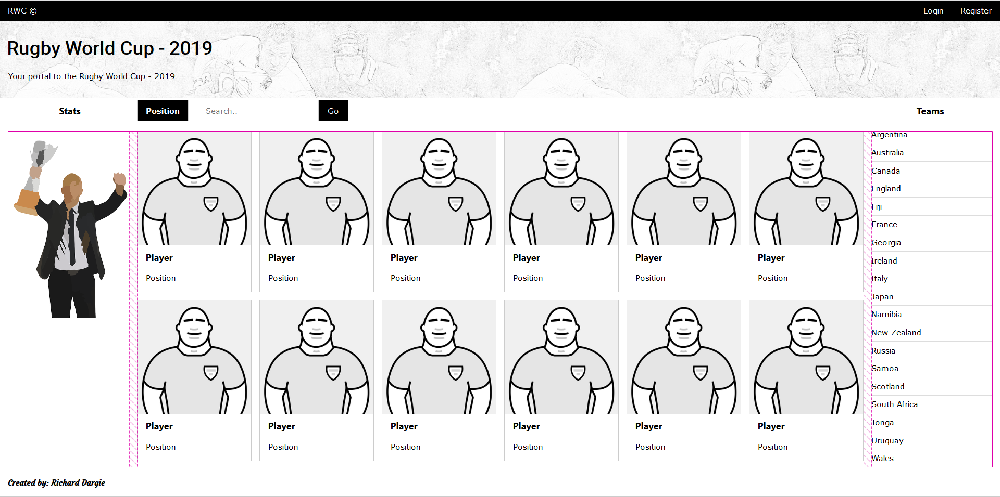 RWC ©
Login Register
Rugby World Cup - 2019
Your portal to the Rugby World Cup - 2019
Stats Position Search.. Go Teams
Player Player Player Player Player Player
Position Position Position Position Position Position
Player Player Player Player Player Player
Position Position Position Position Position Position
Argentina
Australia
Canada
England
Fiji
France
Georgia
Ireland
Italy
Japan
Namibia
New Zealand
Russia
Samoa
Scotland
South Africa
Tonga
Uruquay
Wales
Created by: Richard Dargie